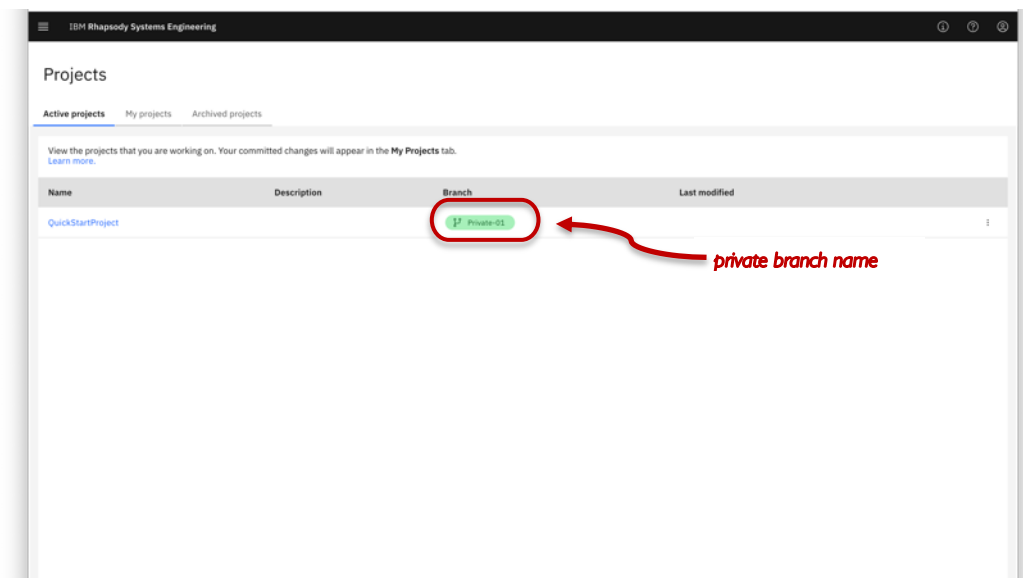 IBM Rhapsody Systems Engineering
Projects
Active projects My projects Archived projects
View the projects that you are working on. Your committed changes will appear in the My Projects tab.
Learn more.
Name Description Branch Last modified
QuickStartProject Private-01
private branch name